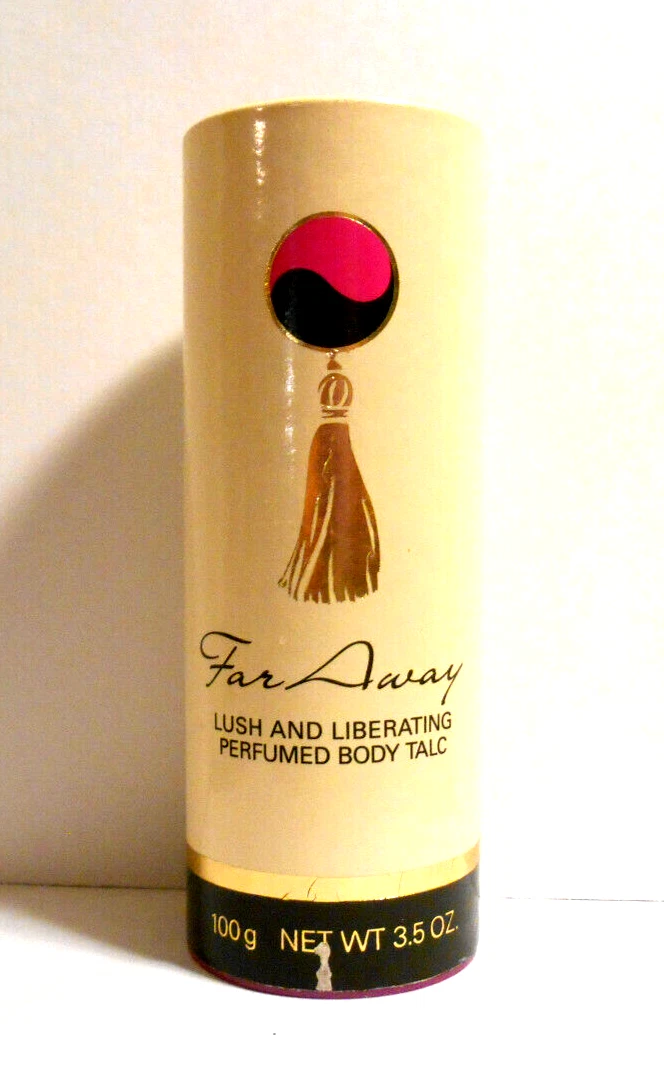 Far Away
LUSH AND LIBERATING
PERFUMED BODY TALC
100g NET WT 3.5 OZ.